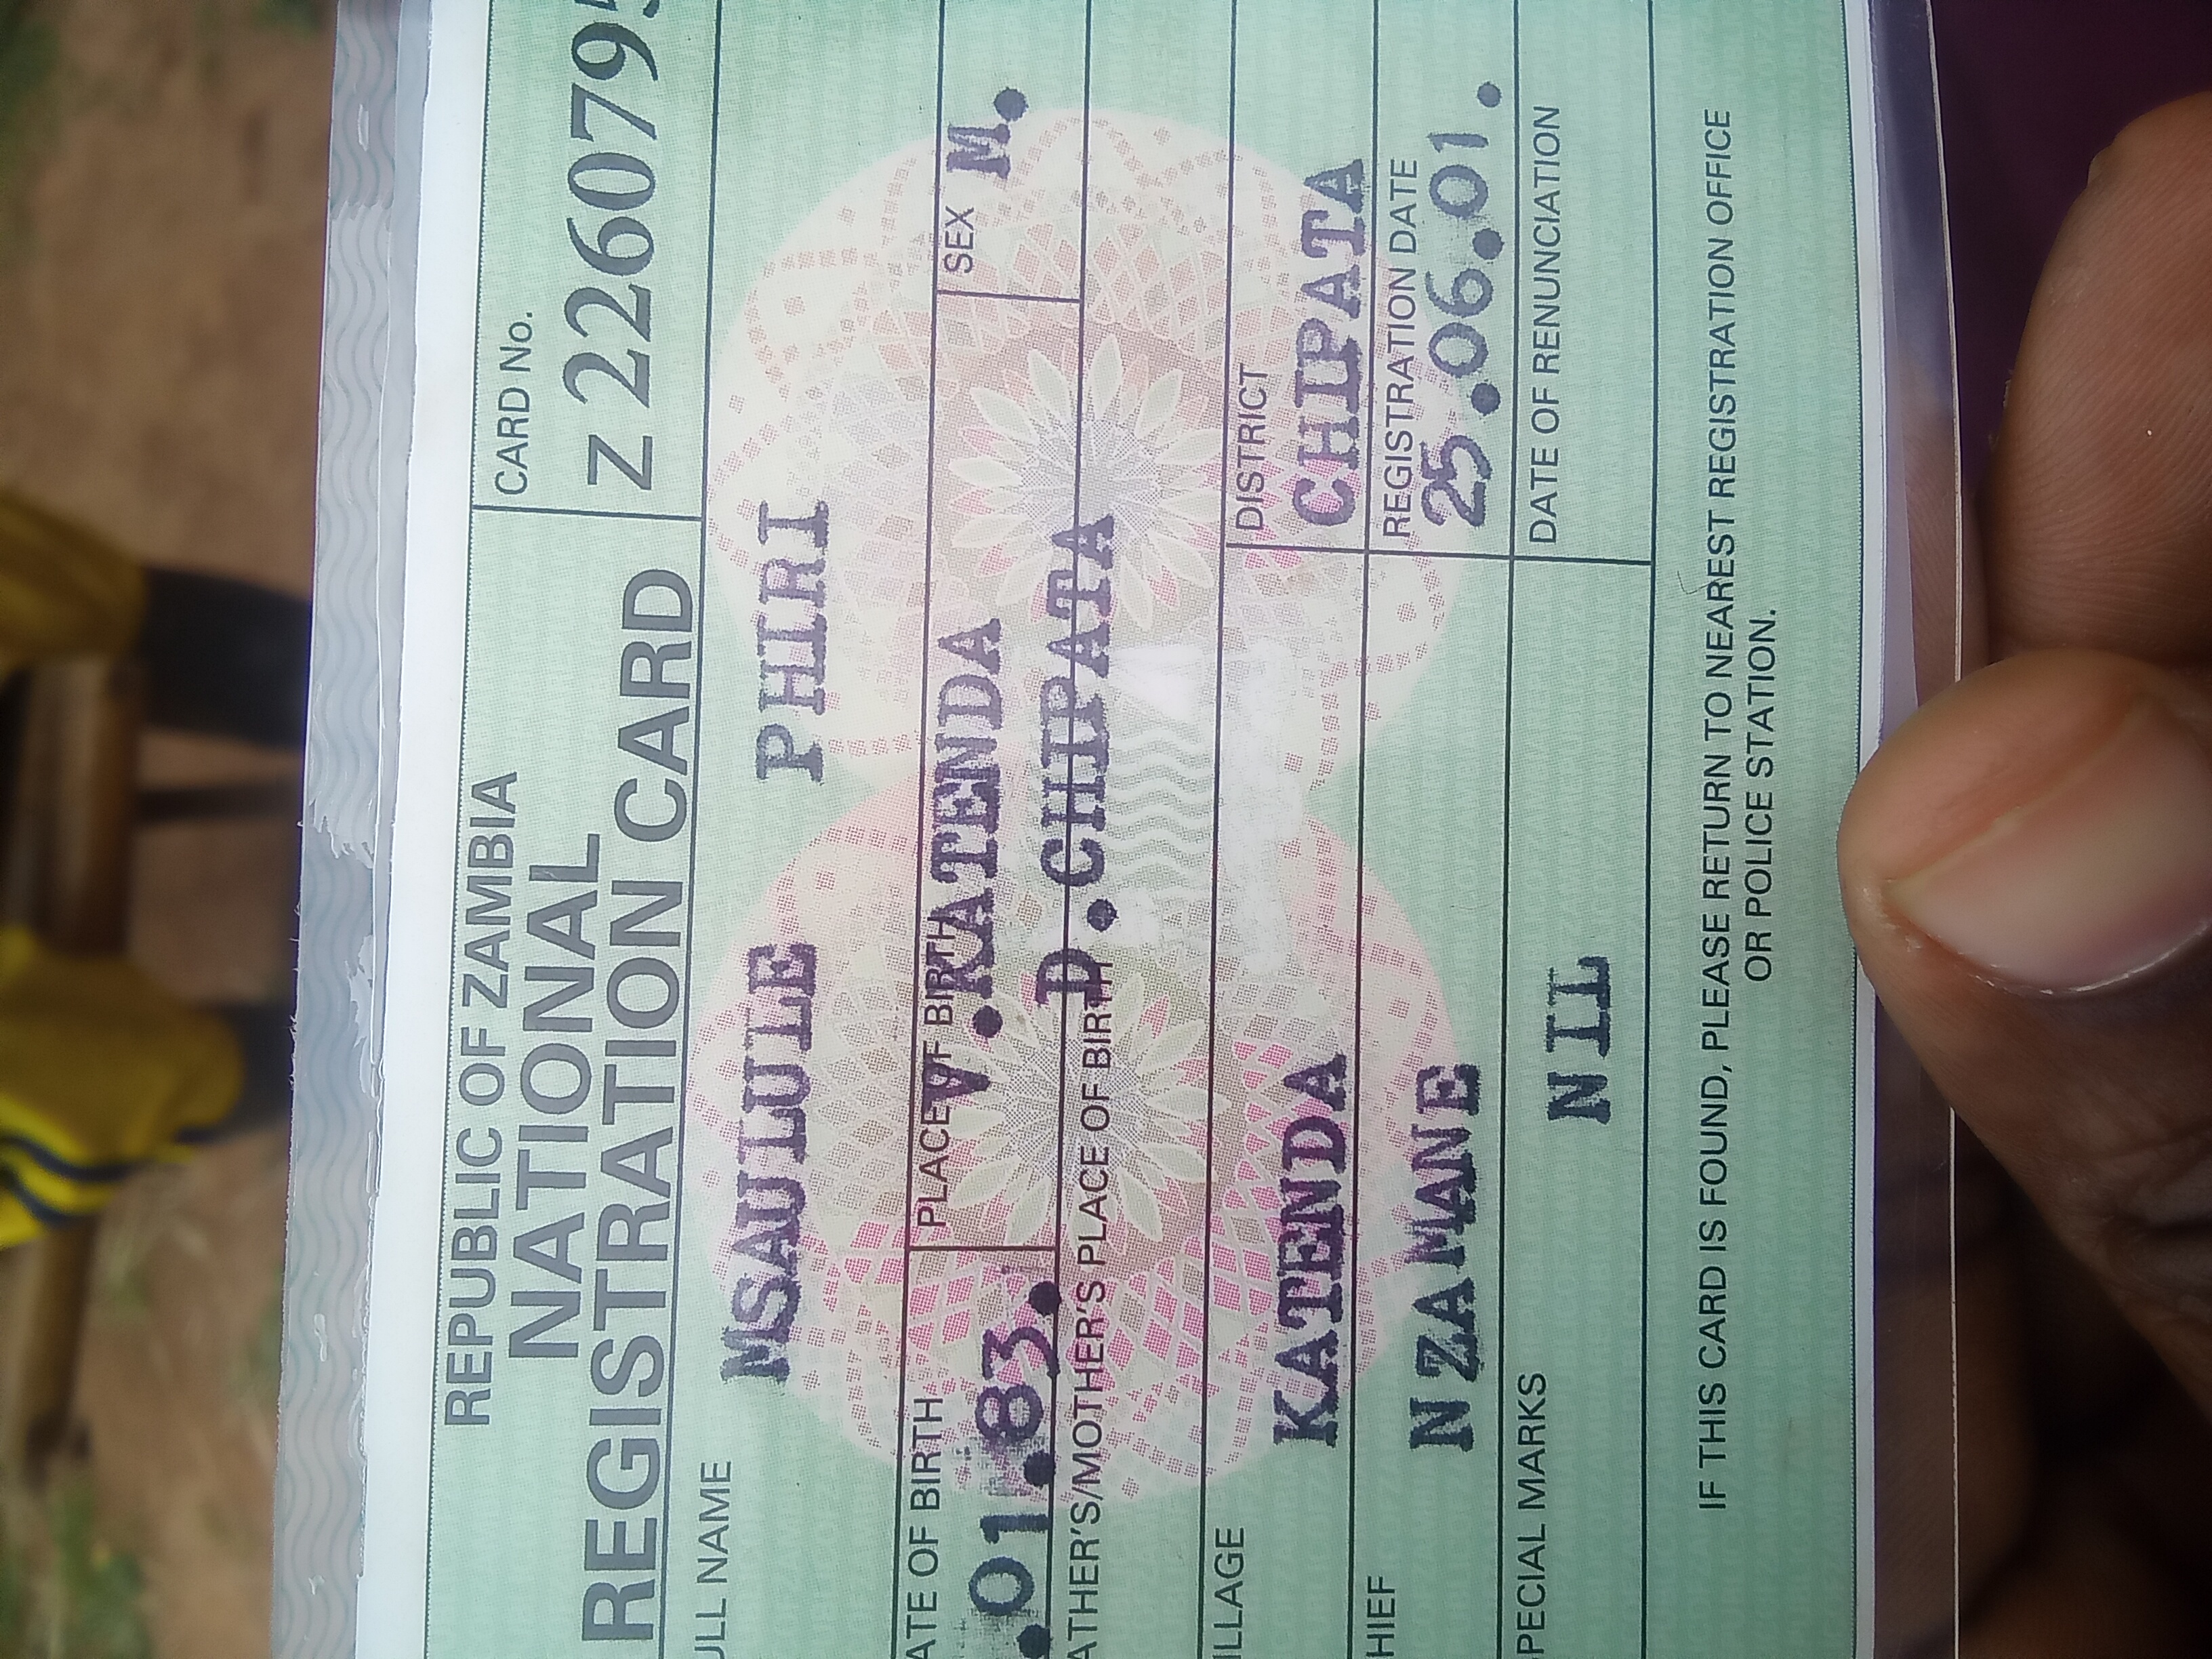 REPUBLIC OF ZAMBIA
NATIONAL
REGISTRATION CARD
CARD No.
Z 226079
ULL NAME
MSAULULE PHIRI
ATE OF BIRTH
.01.83.
PLACE OF BIRTH
V.KATENDA
SEX M.
ATHER'S/MOTHER'S PLACE OF BIRTH
D.CHIPATA
ILLAGE
KATENDA
DISTRICT
CHIPATA
HIEF
NZAMANE
REGISTRATION DATE
25.06.01.
PECIAL MARKS
NIL
DATE OF RENUNCIATION
IF THIS CARD IS FOUND, PLEASE RETURN TO NEAREST REGISTRATION OFFICE
OR POLICE STATION.